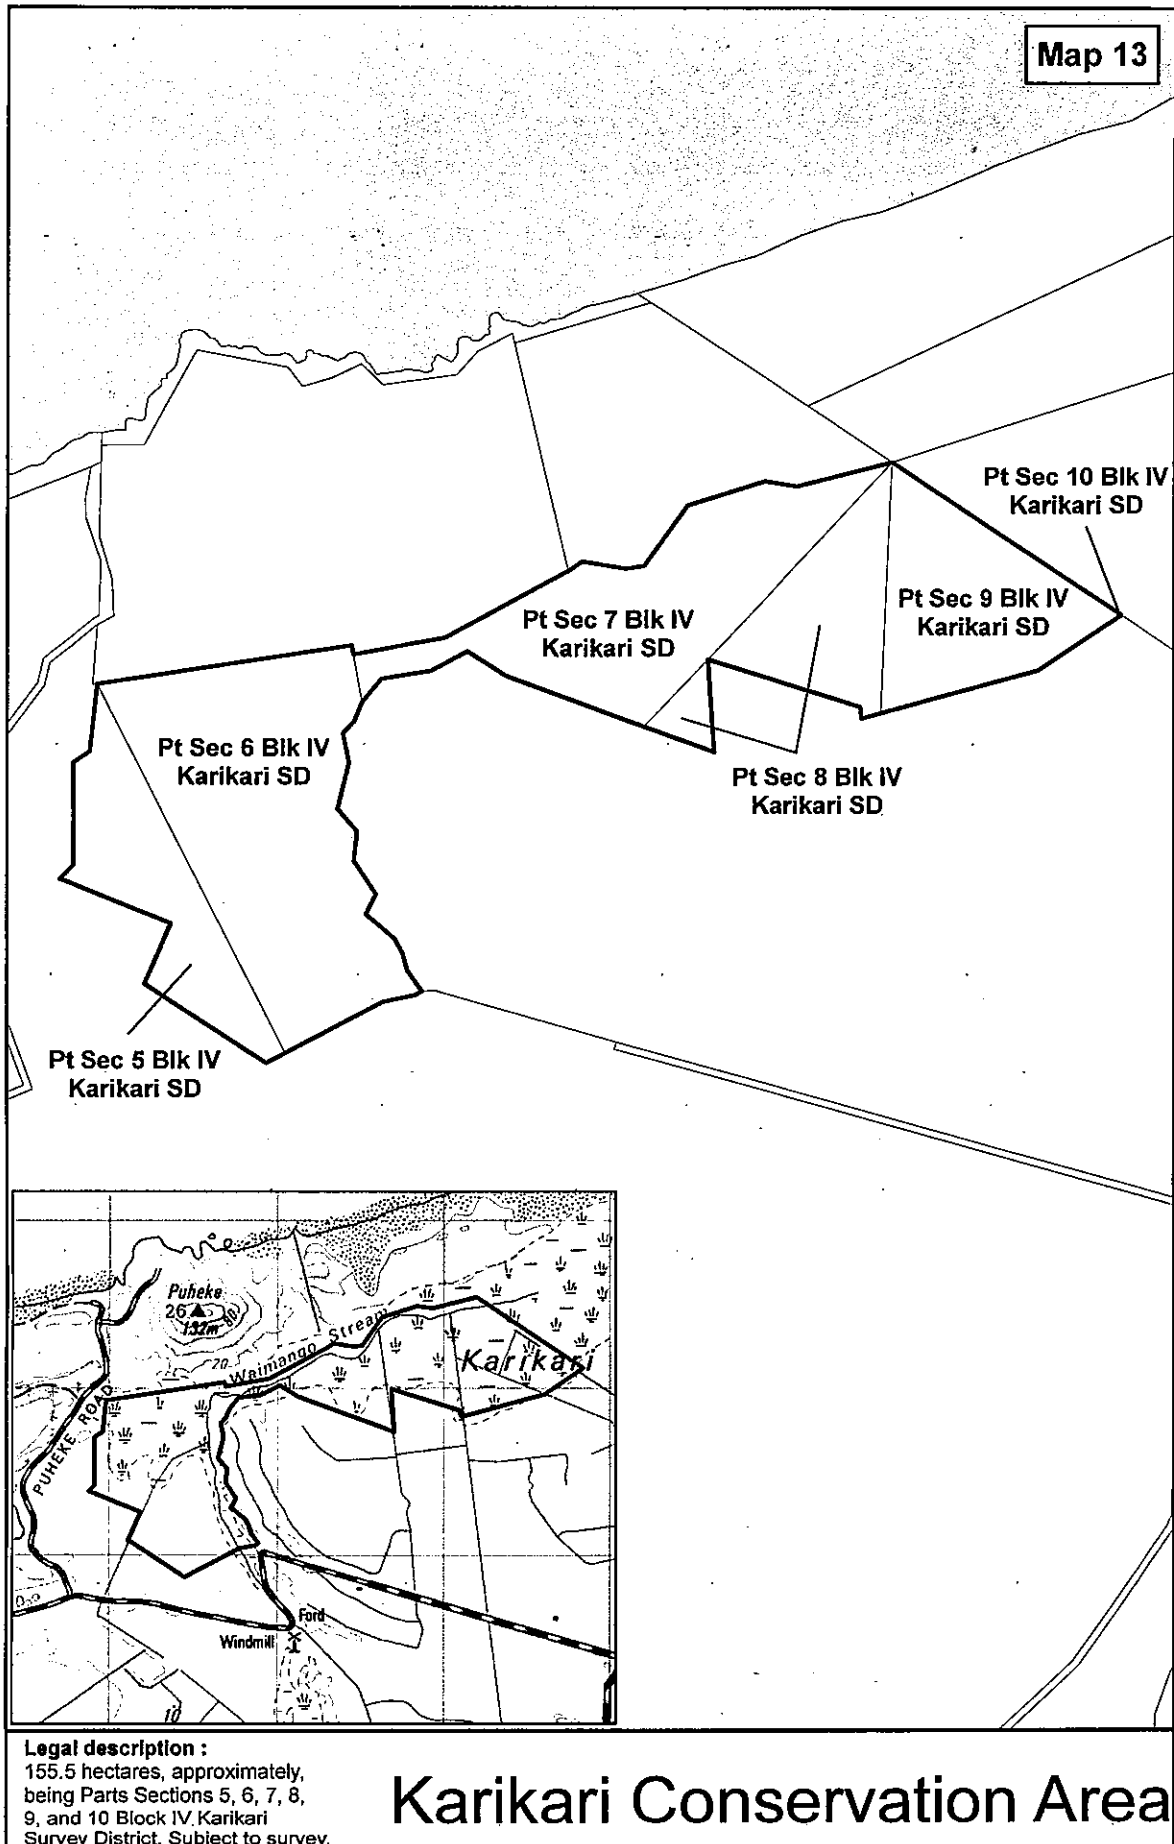 Map 13
Pt Sec 10 Blk IV
Karikari SD
Pt Sec 9 Blk IV
Karikari SD
Pt Sec 7 Blk IV
Karikari SD
Pt Sec 6 Blk IV
Karikari SD
Pt Sec 8 Blk IV
Karikari SD
Pt Sec 5 Blk IV
Karikari SD
Puheke
26
132m
80
20
Waimango Stream
Karikari
PUHEKE ROAD
Ford
Windmill
10
Legal description :
155.5 hectares, approximately,
being Parts Sections 5, 6, 7, 8,
9, and 10 Block IV Karikari
Survey District. Subject to survey.
Karikari Conservation Area